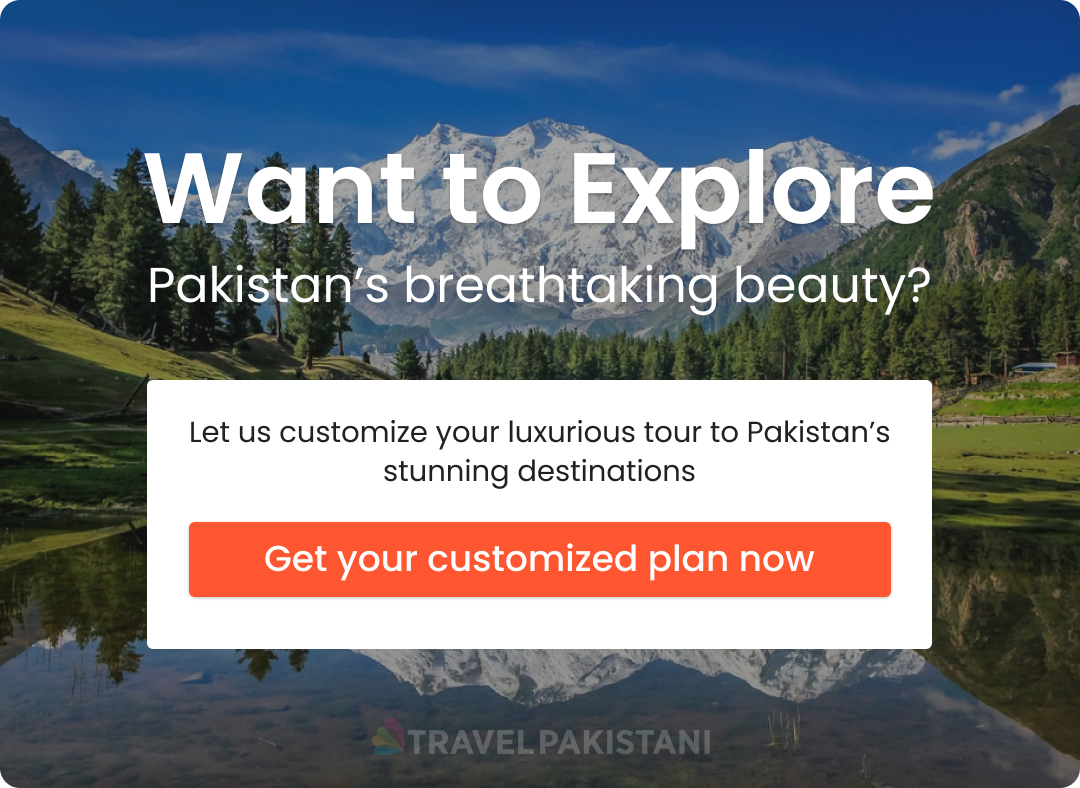 Want to Explore
Pakistan’s breathtaking beauty?
Let us customize your luxurious tour to Pakistan’s
stunning destinations
Get your customized plan now
TRAVELPAKISTANI